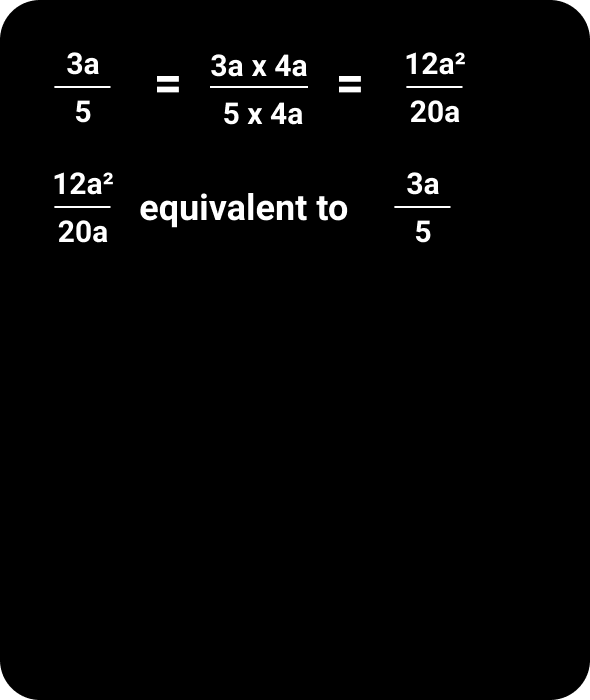 3a/5 = 3a x 4a/5 x 4a = 12a²/20a
12a²/20a equivalent to 3a/5